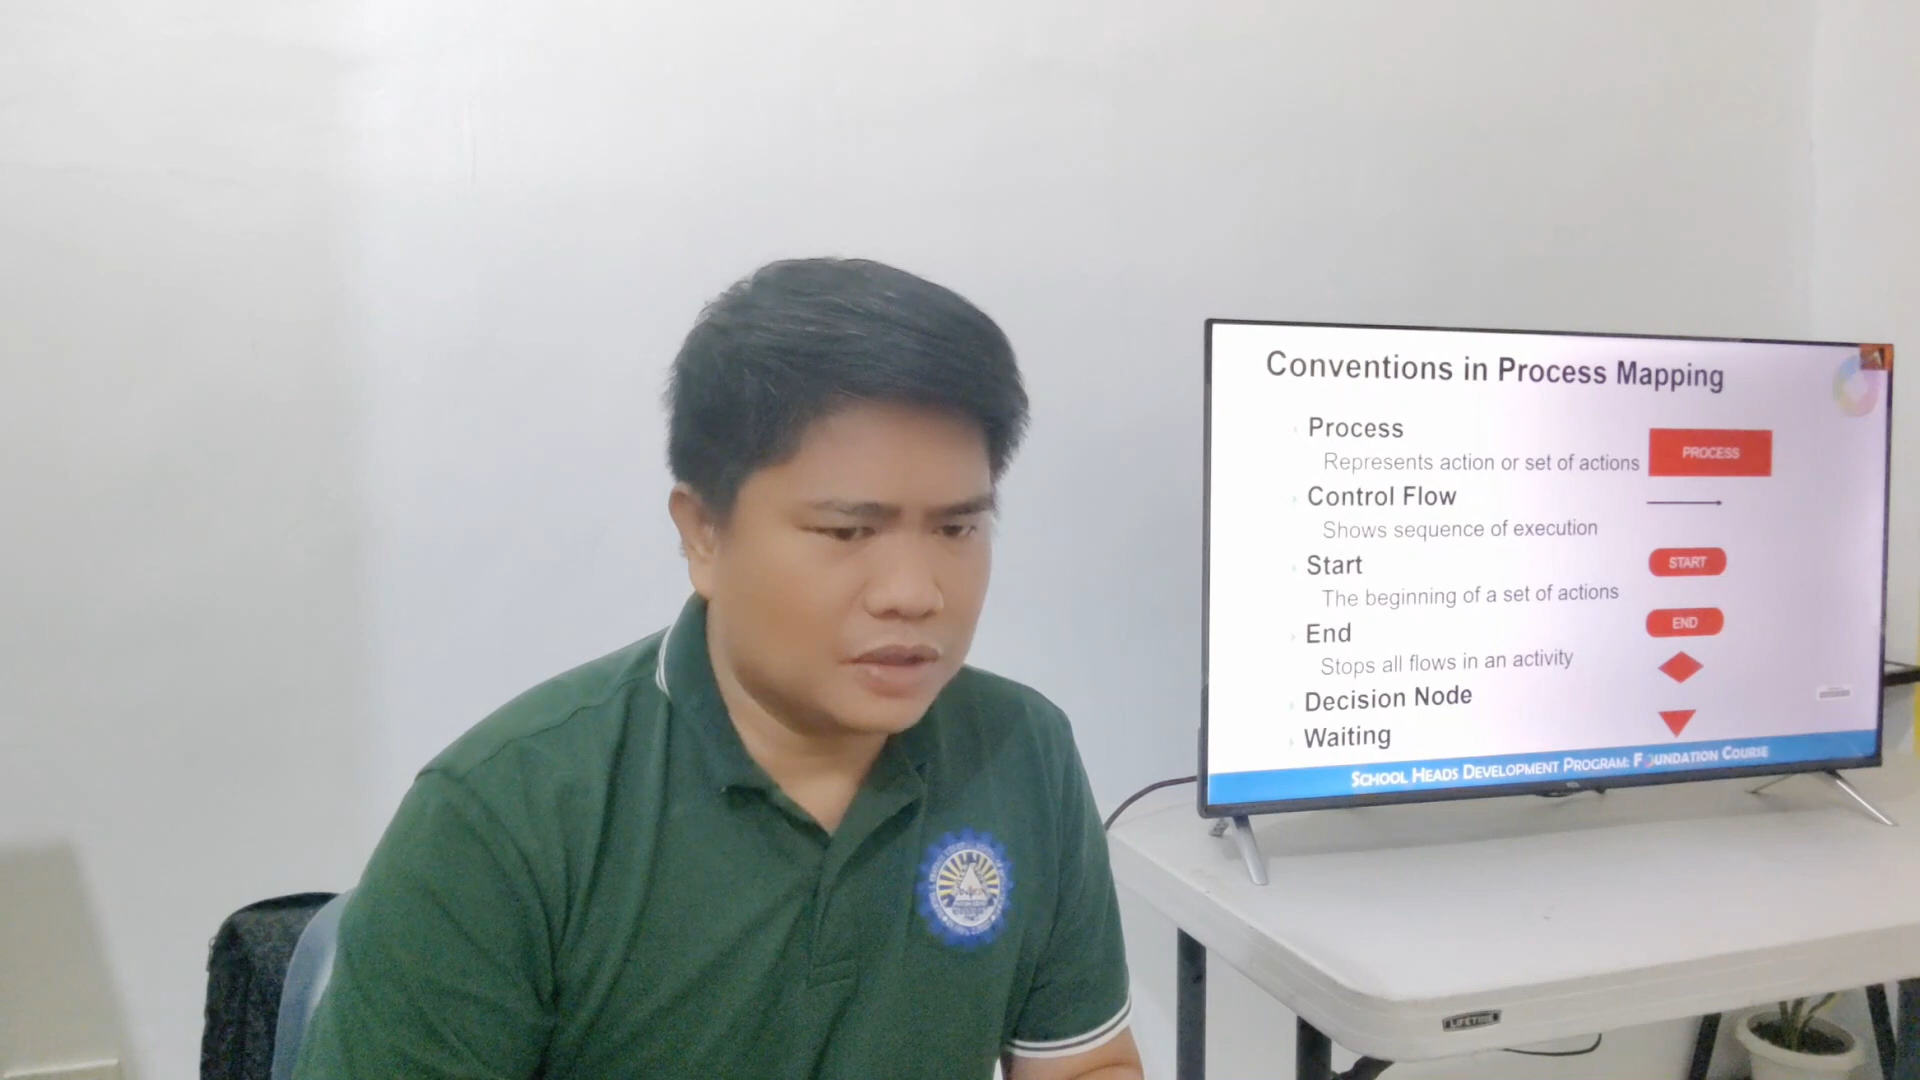 Conventions in Process Mapping
Process
Represents action or set of actions
PROCESS
Control Flow
Shows sequence of execution
Start
START
The beginning of a set of actions
End
END
Stops all flows in an activity
Decision Node
Waiting
SCHOOL HEADS DEVELOPMENT PROGRAM: FOUNDATION COURSE
LIFETIME